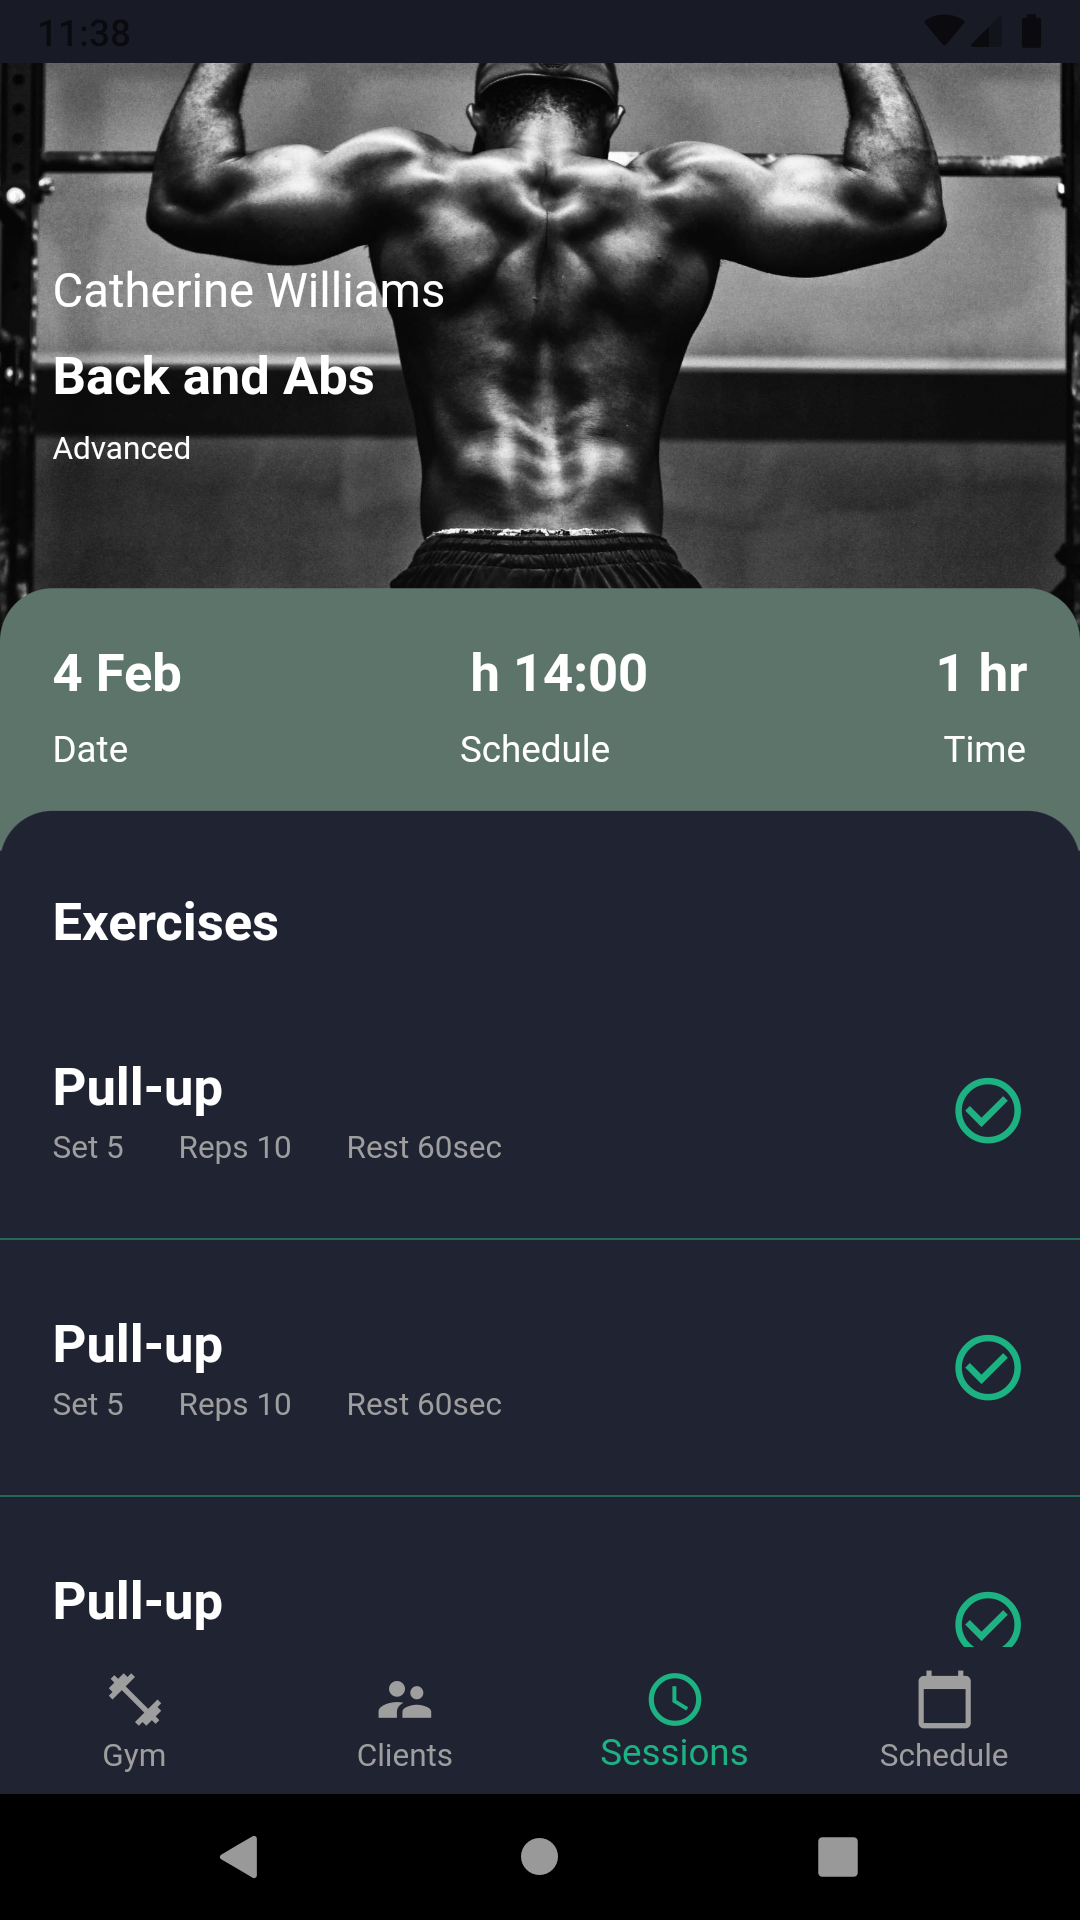 11:38
Catherine Williams
Back and Abs
Advanced
4 Feb h 14:00 1 hr
Date Schedule Time
Exercises
Pull-up
Set 5 Reps 10 Rest 60sec
Pull-up
Set 5 Reps 10 Rest 60sec
Pull-up
Gym Clients Sessions Schedule